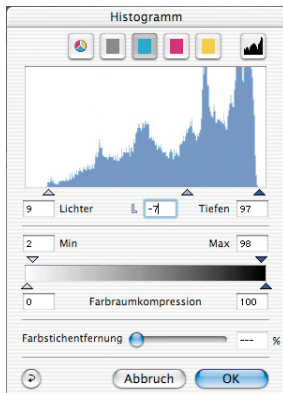 Histogramm
9 Lichter L -7 Tiefen 97
2 Min Max 98
0 Farbraumkompression 100
Farbstichentfernung --- %
Abbruch OK